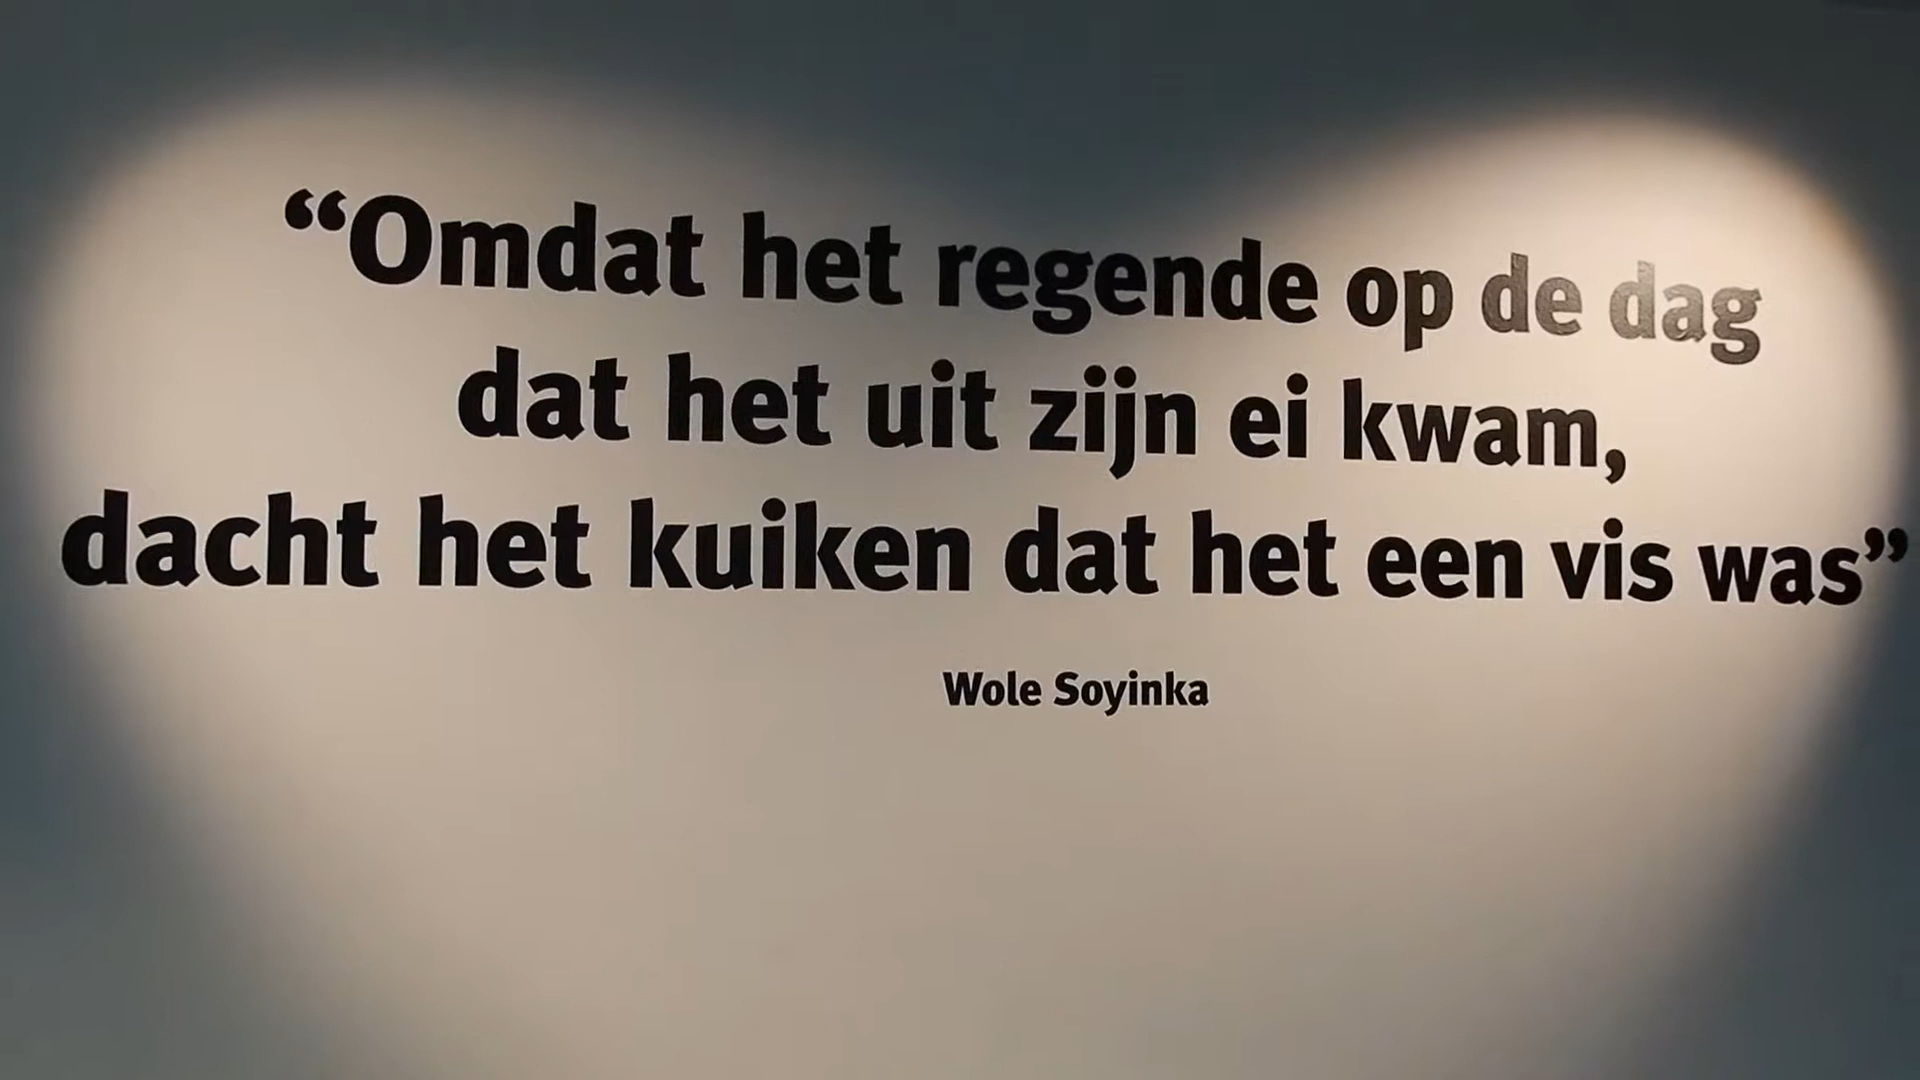 “Omdat het regende op de dag
dat het uit zijn ei kwam,
dacht het kuiken dat het een vis was”
Wole Soyinka